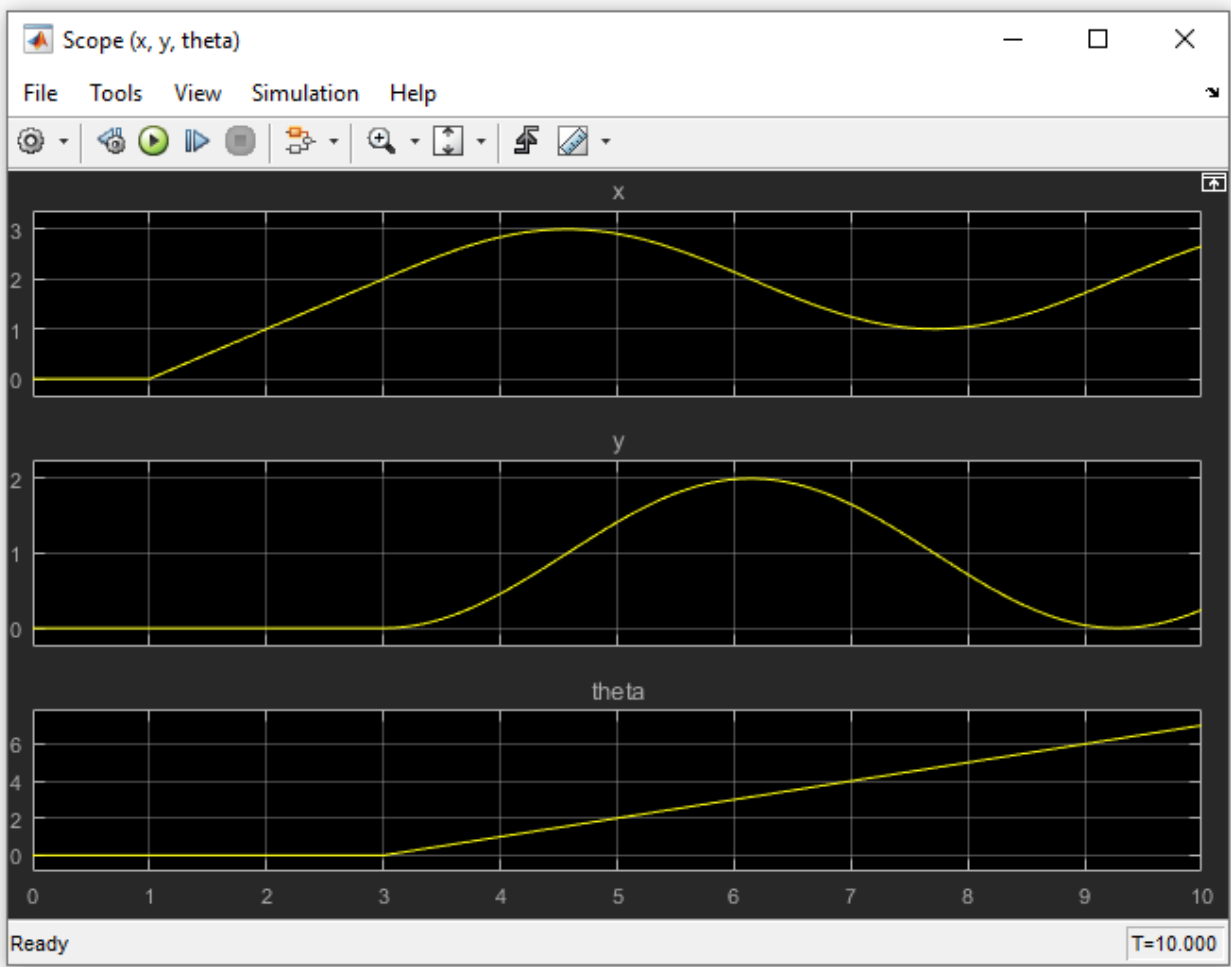 Scope (x, y, theta)
File Tools View Simulation Help
x
3
2
1
0
y
2
1
0
theta
6
4
2
0
0 1 2 3 4 5 6 7 8 9 10
Ready T=10.000